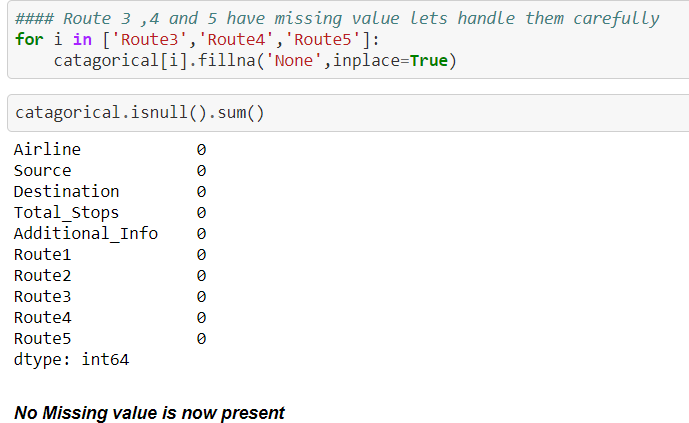 #### Route 3 ,4 and 5 have missing value lets handle them carefully
for i in ['Route3','Route4','Route5']:
    catagorical[i].fillna('None',inplace=True)
catagorical.isnull().sum()
Airline            0
Source             0
Destination        0
Total_Stops        0
Additional_Info    0
Route1             0
Route2             0
Route3             0
Route4             0
Route5             0
dtype: int64
No Missing value is now present